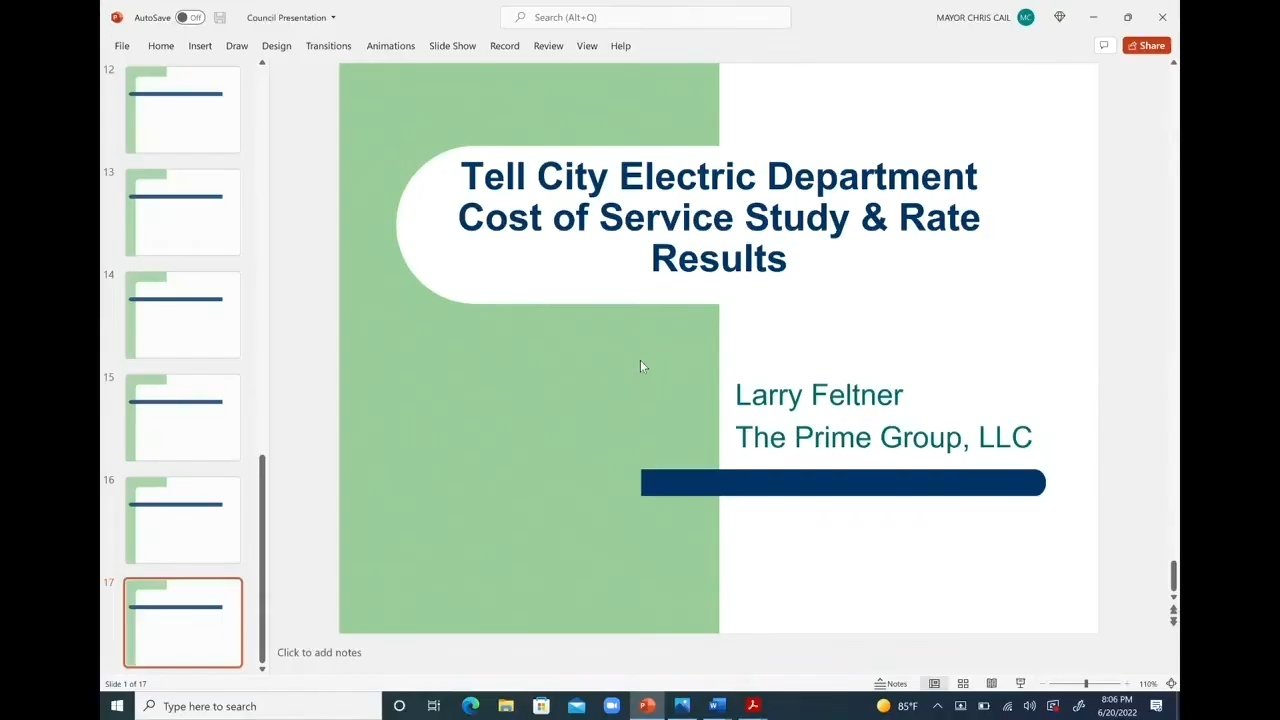 AutoSave Off
Council Presentation
Search (Alt+Q)
MAYOR CHRIS CAIL MC
File Home Insert Draw Design Transitions Animations Slide Show Record Review View Help
Share
12
13
14
15
16
17
Tell City Electric Department
Cost of Service Study & Rate
Results
Larry Feltner
The Prime Group, LLC
Click to add notes
Slide 1 of 17
Notes
110%
Type here to search
85°F
8:06 PM
6/20/2022